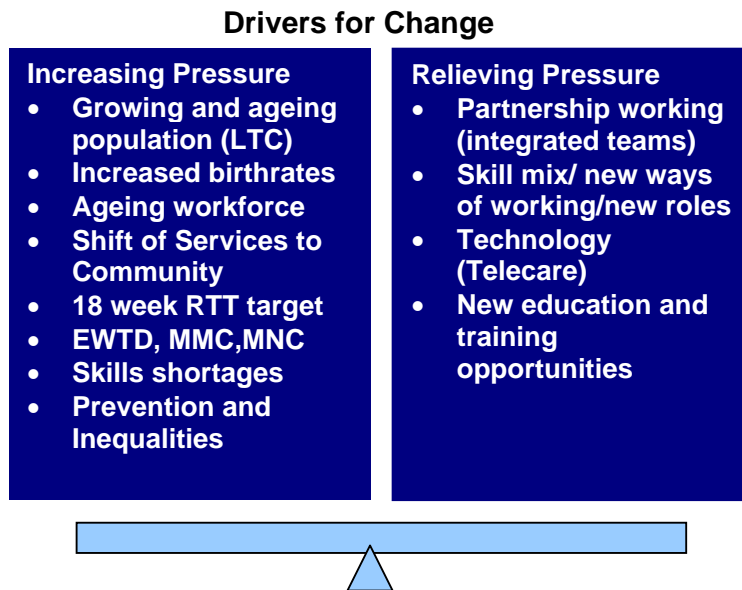 Drivers for Change
Increasing Pressure
• Growing and ageing
population (LTC)
• Increased birthrates
• Ageing workforce
• Shift of Services to
Community
• 18 week RTT target
• EWTD, MMC,MNC
• Skills shortages
• Prevention and
Inequalities
Relieving Pressure
• Partnership working
(integrated teams)
• Skill mix/ new ways
of working/new roles
• Technology
(Telecare)
• New education and
training
opportunities